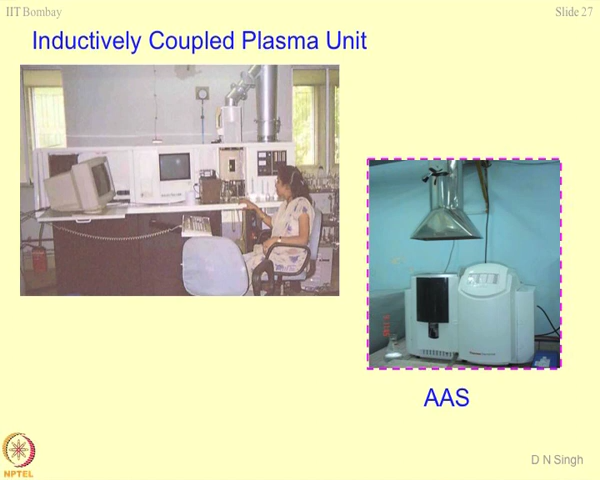 IIT Bombay
Slide 27
Inductively Coupled Plasma Unit
AAS
D N Singh
NPTEL